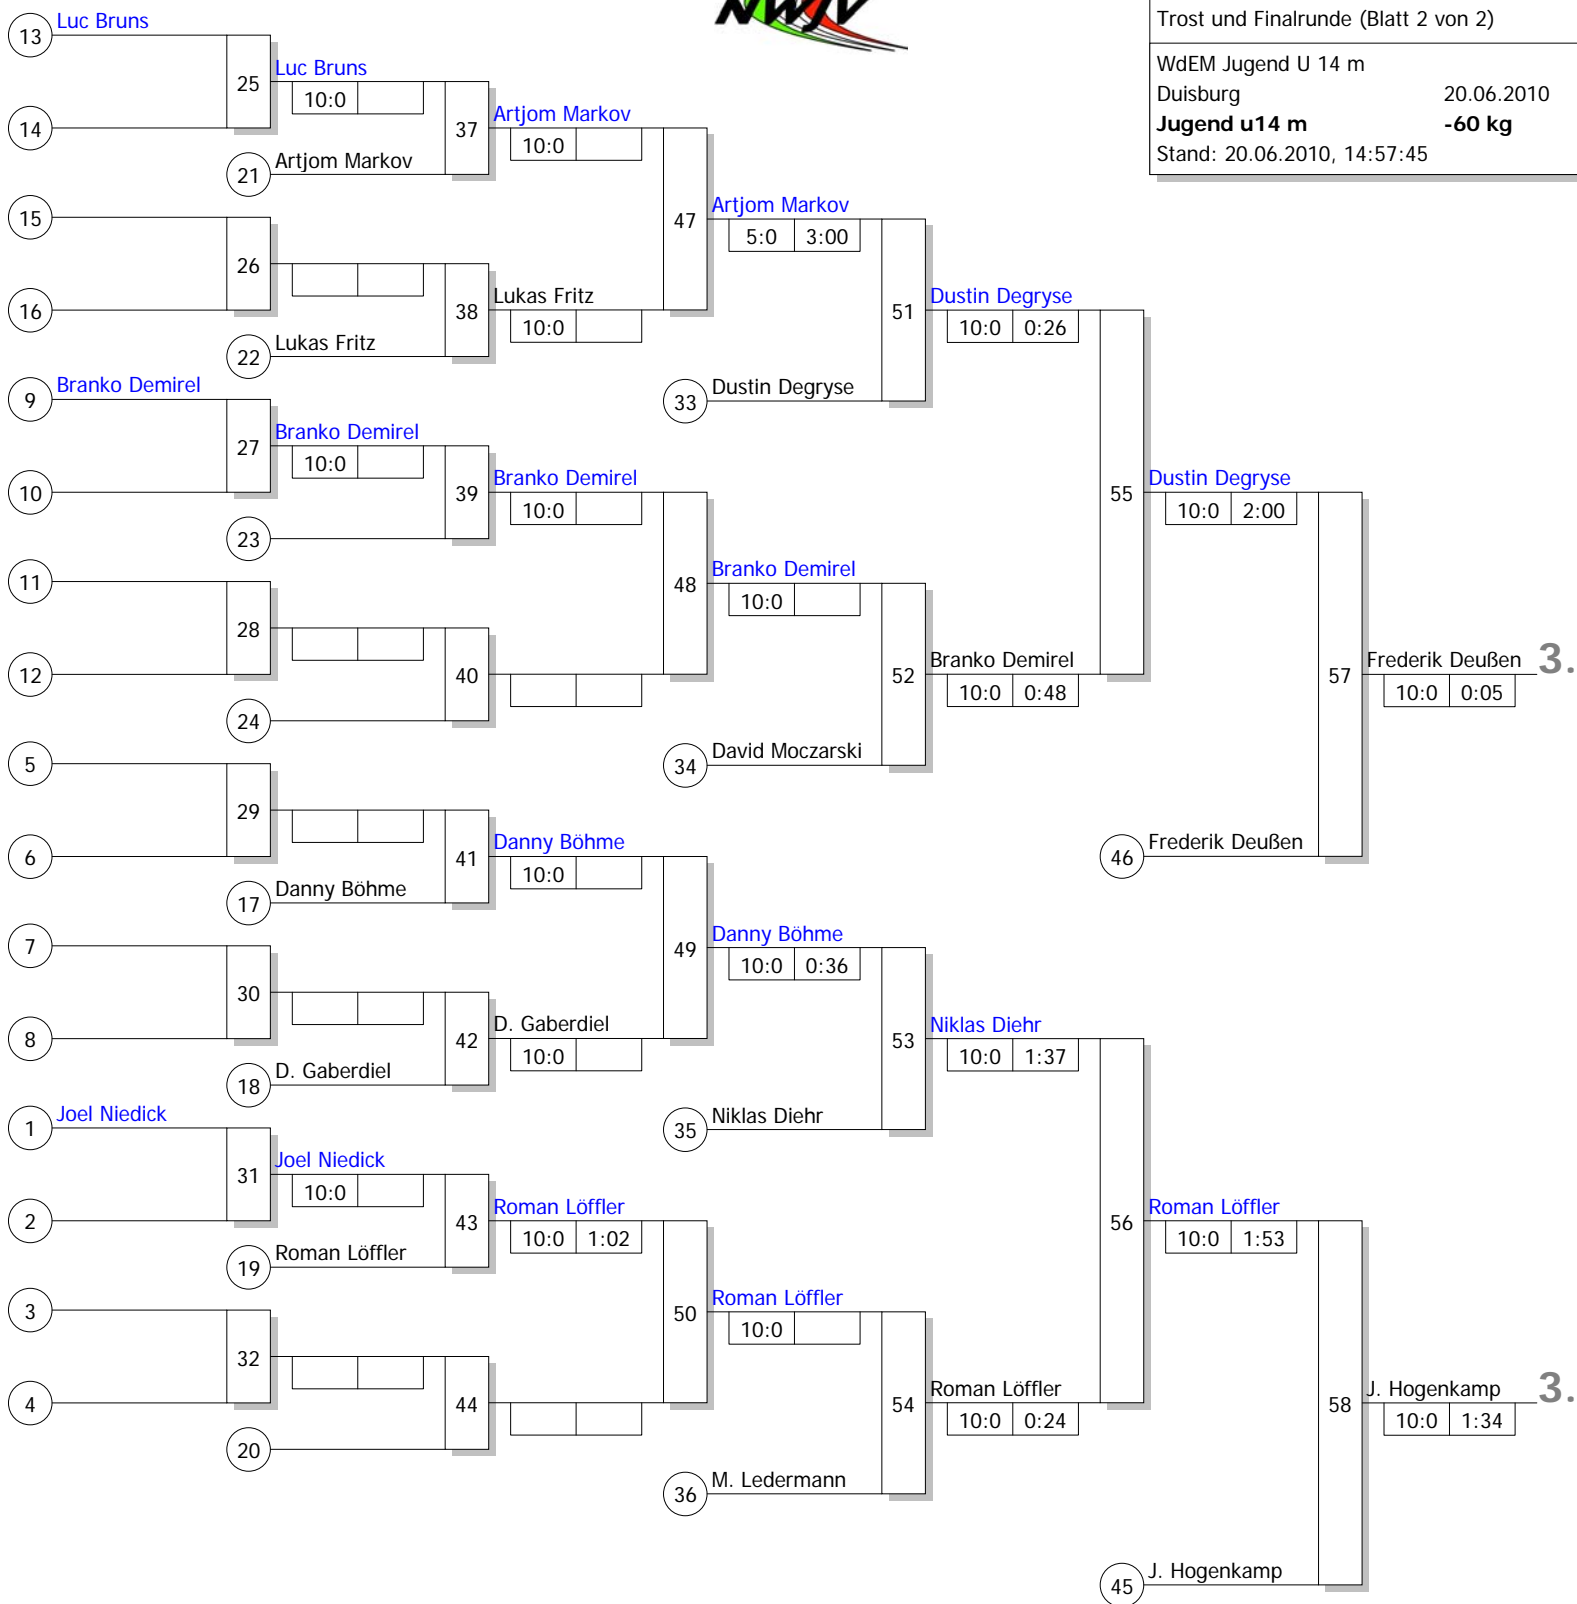 NWJV
Trost und Finalrunde (Blatt 2 von 2)
WdEM Jugend U 14 m
Duisburg 20.06.2010
Jugend u14 m -60 kg
Stand: 20.06.2010, 14:57:45
13 Luc Bruns
25 Luc Bruns
10:0
14
37 Artjom Markov
10:0
21 Artjom Markov
15
47 Artjom Markov
5:0 3:00
26
16
38 Lukas Fritz
10:0
22 Lukas Fritz
51 Dustin Degryse
10:0 0:26
33 Dustin Degryse
9 Branko Demirel
27 Branko Demirel
10:0
10
39 Branko Demirel
10:0
23
55 Dustin Degryse
10:0 2:00
11
48 Branko Demirel
10:0
28
12
40
24
52 Branko Demirel
10:0 0:48
34 David Moczarski
57 Frederik Deußen 3.
10:0 0:05
5
29
6
41 Danny Böhme
10:0
17 Danny Böhme
46 Frederik Deußen
7
49 Danny Böhme
10:0 0:36
30
8
42 D. Gaberdiel
10:0
18 D. Gaberdiel
53 Niklas Diehr
10:0 1:37
35 Niklas Diehr
1 Joel Niedick
31 Joel Niedick
10:0
2
43 Roman Löffler
10:0 1:02
19 Roman Löffler
56 Roman Löffler
10:0 1:53
3
50 Roman Löffler
10:0
32
4
44
20
54 Roman Löffler
10:0 0:24
36 M. Ledermann
58 J. Hogenkamp 3.
10:0 1:34
45 J. Hogenkamp